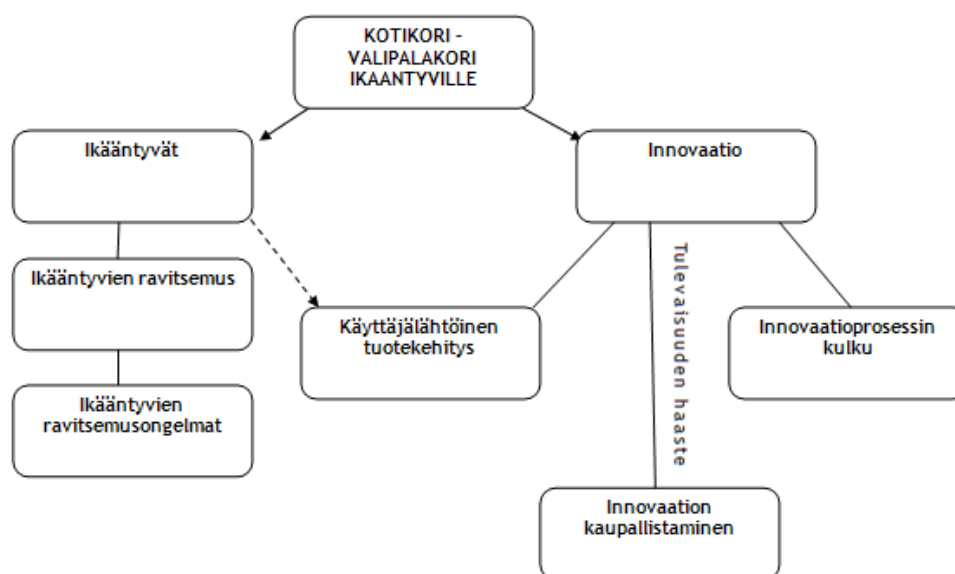 KOTIKORI –
VALIPALAKORI
IKAANTYVILLE
Ikääntyvät
Innovaatio
Ikääntyvien ravitsemus
Käyttäjälähtöinen
tuotekehitys
Tulevaisuuden haaste
Innovaatioprosessin
kulku
Ikääntyvien
ravitsemusongelmat
Innovaation
kaupallistaminen